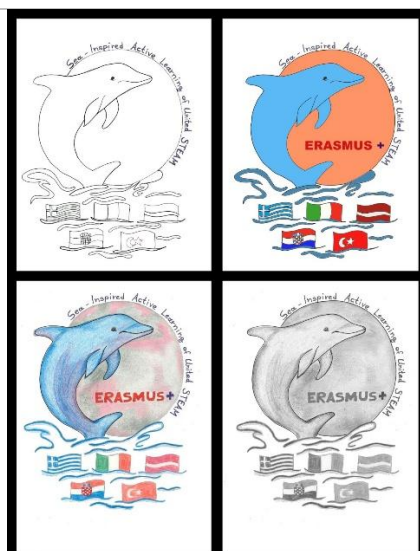 Sea - Inspired Active Learning of United STEAM
Sea - Inspired Active Learning of United STEAM
ERASMUS +
Sea - Inspired Active Learning of United STEAM
ERASMUS+
Sea - Inspired Active Learning of United STEAM
ERASMUS+